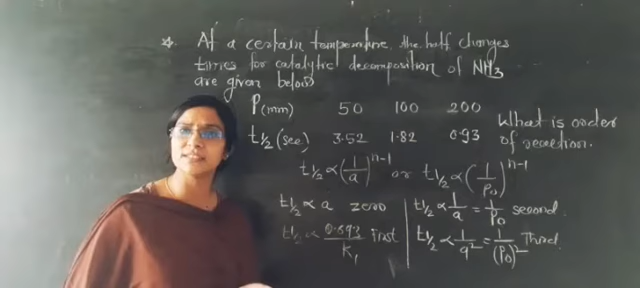 * At a certain temperature, the half changes
times for catalytic decomposition of NH3
are given below
P(mm) 50 100 200
t1/2 (sec) 3.52 1.82 0.93
What is order
of reaction.
t1/2 ∝ (1/a)^n-1 or t1/2 ∝ (1/P0)^n-1
t1/2 ∝ a zero
t1/2 ∝ 0.693/K1 first
t1/2 ∝ 1/a = 1/P0 second.
t1/2 ∝ 1/a² = 1/(P0)² Third.